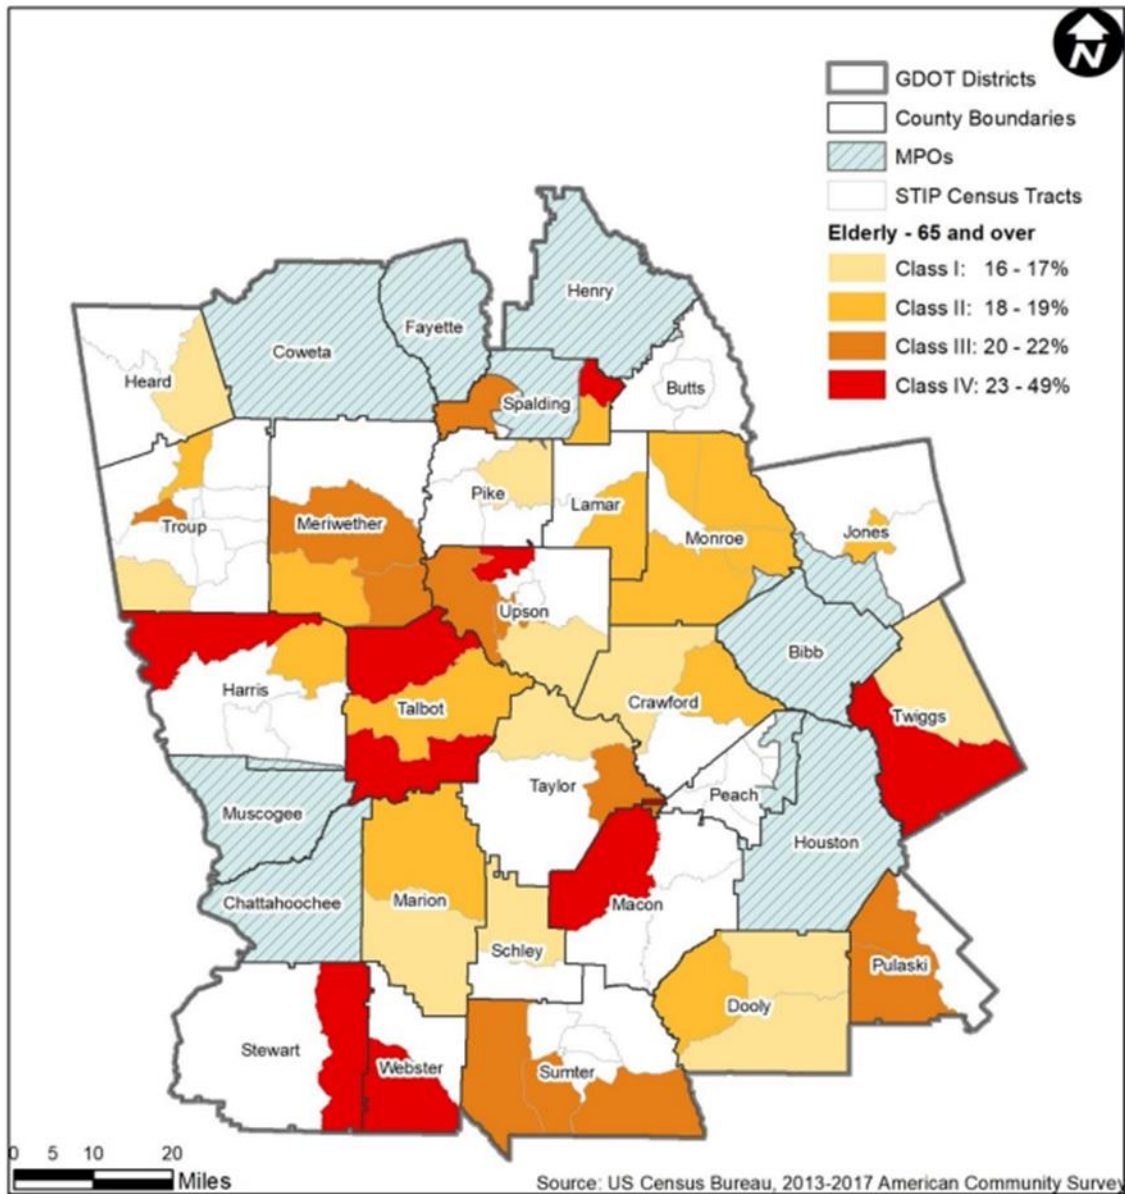 N
GDOT Districts
County Boundaries
MPOs
STIP Census Tracts
Elderly - 65 and over
Class I: 16 - 17%
Class II: 18 - 19%
Class III: 20 - 22%
Class IV: 23 - 49%
Henry
Fayette
Coweta
Heard
Butts
Spalding
Pike
Lamar
Troup
Meriwether
Monroe
Jones
Upson
Bibb
Harris
Talbot
Crawford
Twiggs
Taylor
Peach
Muscogee
Houston
Chattahoochee
Marion
Macon
Schley
Pulaski
Dooly
Stewart
Webster
Sumter
0 5 10 20
Miles
Source: US Census Bureau, 2013-2017 American Community Survey